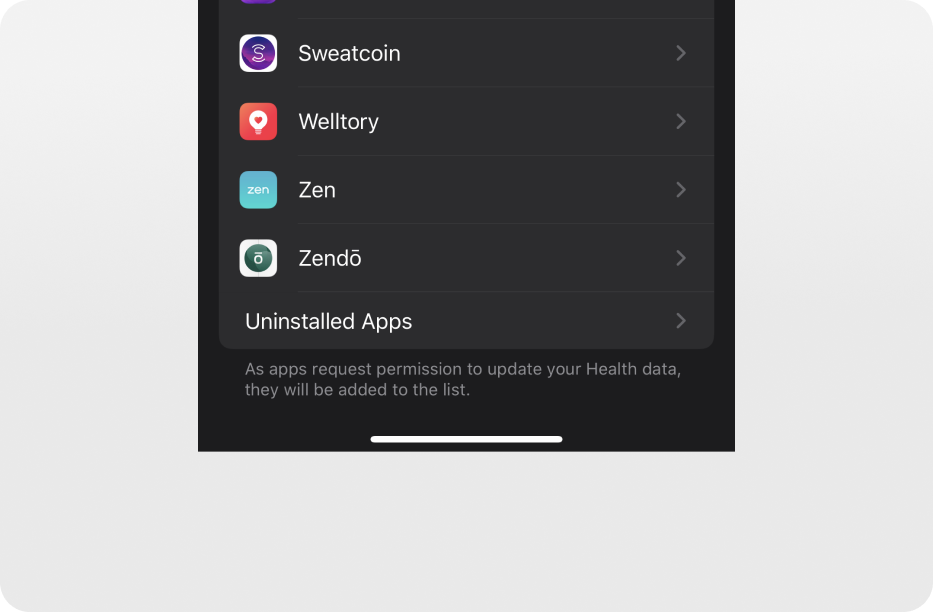 Sweatcoin
Welltory
zen
Zen
ō
Zendō
Uninstalled Apps
As apps request permission to update your Health data,
they will be added to the list.